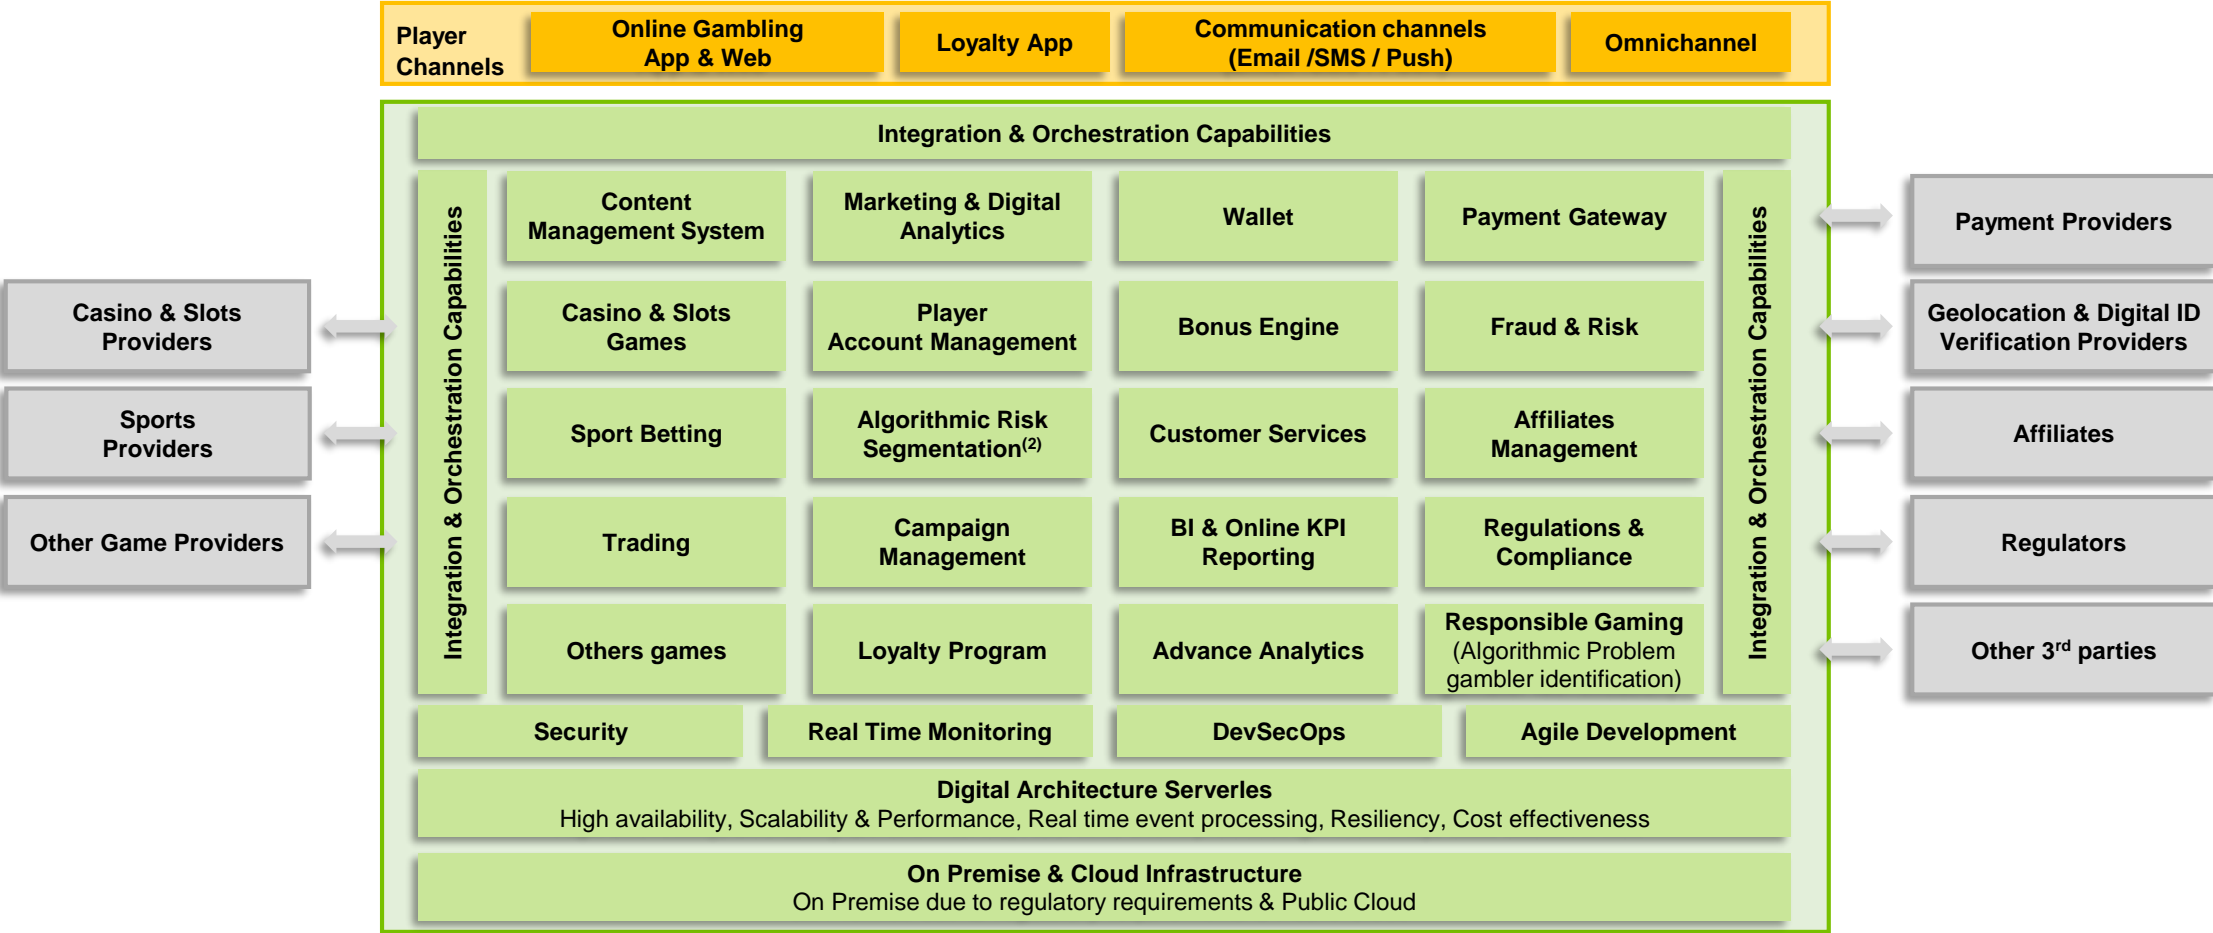 Player
Channels
Online Gambling
App & Web
Loyalty App
Communication channels
(Email /SMS / Push)
Omnichannel
Integration & Orchestration Capabilities
Integration & Orchestration Capabilities
Content
Management System
Marketing & Digital
Analytics
Wallet
Payment Gateway
Integration & Orchestration Capabilities
Payment Providers
Casino & Slots
Providers
Casino & Slots
Games
Player
Account Management
Bonus Engine
Fraud & Risk
Geolocation & Digital ID
Verification Providers
Sports
Providers
Sport Betting
Algorithmic Risk
Segmentation(2)
Customer Services
Affiliates
Management
Affiliates
Other Game Providers
Trading
Campaign
Management
BI & Online KPI
Reporting
Regulations &
Compliance
Regulators
Others games
Loyalty Program
Advance Analytics
Responsible Gaming
(Algorithmic Problem
gambler identification)
Other 3rd parties
Security
Real Time Monitoring
DevSecOps
Agile Development
Digital Architecture Serverles
High availability, Scalability & Performance, Real time event processing, Resiliency, Cost effectiveness
On Premise & Cloud Infrastructure
On Premise due to regulatory requirements & Public Cloud